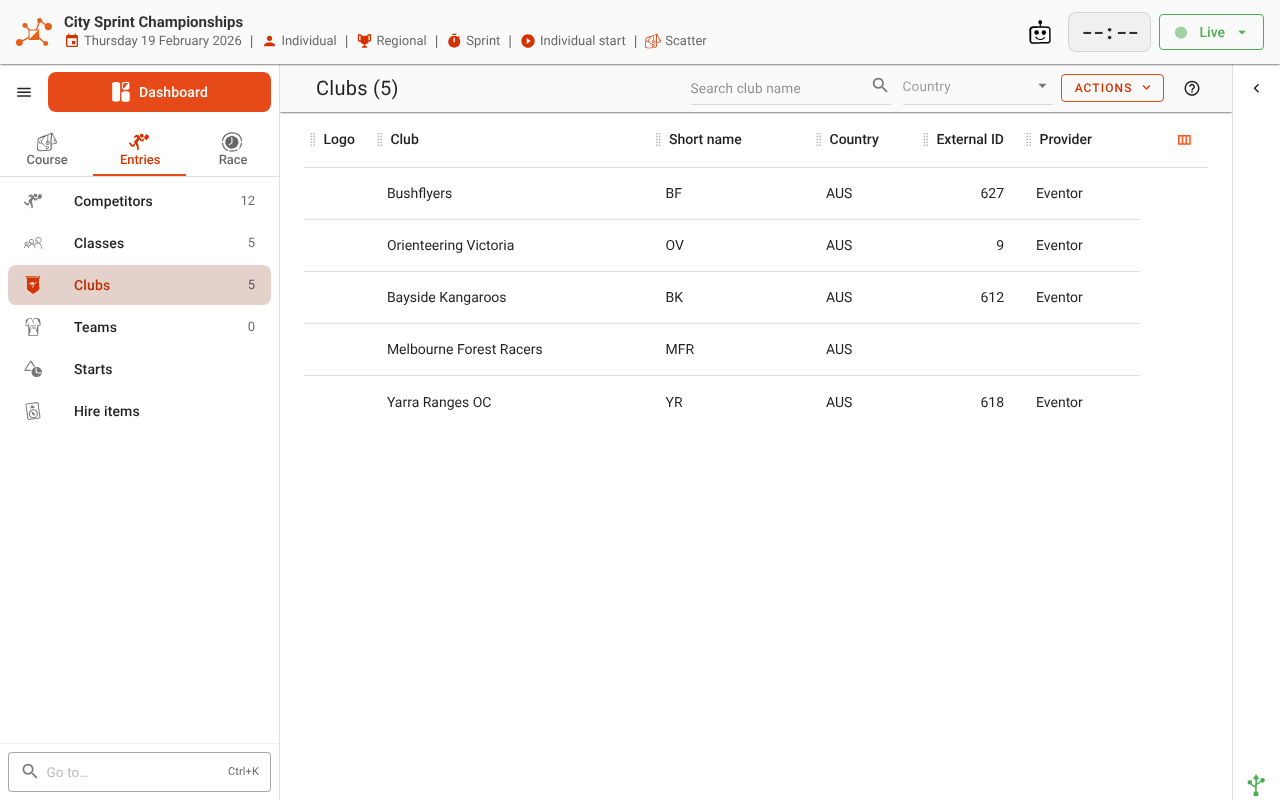 City Sprint Championships
Thursday 19 February 2026 | Individual | Regional | Sprint | Individual start | Scatter
--:--
Live
Dashboard
Course
Entries
Race
Competitors 12
Classes 5
Clubs 5
Teams 0
Starts
Hire items
Go to... Ctrl+K
Clubs (5)
Search club name
Country
ACTIONS
Logo Club Short name Country External ID Provider
Bushflyers BF AUS 627 Eventor
Orienteering Victoria OV AUS 9 Eventor
Bayside Kangaroos BK AUS 612 Eventor
Melbourne Forest Racers MFR AUS
Yarra Ranges OC YR AUS 618 Eventor